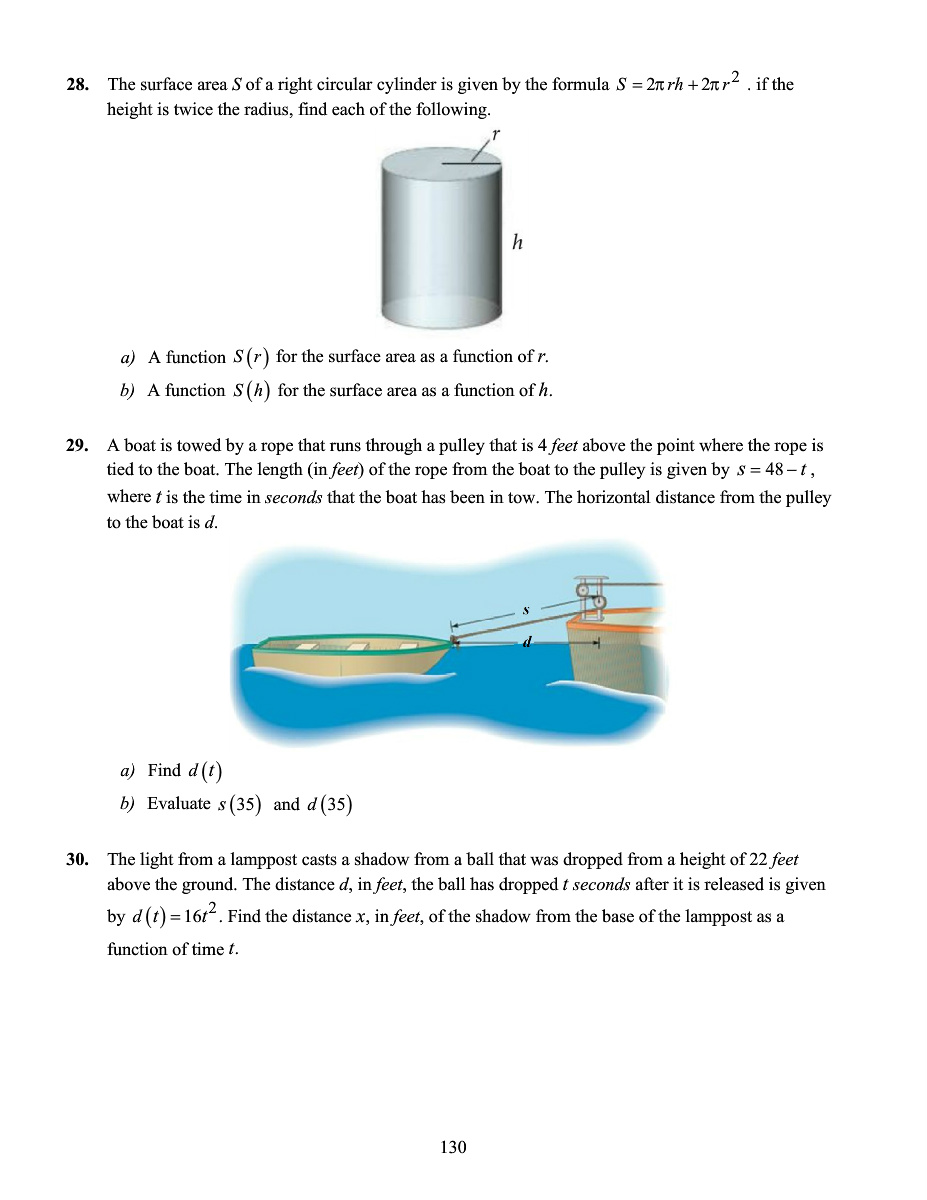 28. The surface area S of a right circular cylinder is given by the formula S = 2π rh + 2π r² . if the
height is twice the radius, find each of the following.
r
h
a) A function S(r) for the surface area as a function of r.
b) A function S(h) for the surface area as a function of h.
29. A boat is towed by a rope that runs through a pulley that is 4 feet above the point where the rope is
tied to the boat. The length (in feet) of the rope from the boat to the pulley is given by s = 48 − t ,
where t is the time in seconds that the boat has been in tow. The horizontal distance from the pulley
to the boat is d.
s
d
a) Find d(t)
b) Evaluate s(35) and d(35)
30. The light from a lamppost casts a shadow from a ball that was dropped from a height of 22 feet
above the ground. The distance d, in feet, the ball has dropped t seconds after it is released is given
by d(t) = 16t². Find the distance x, in feet, of the shadow from the base of the lamppost as a
function of time t.
130